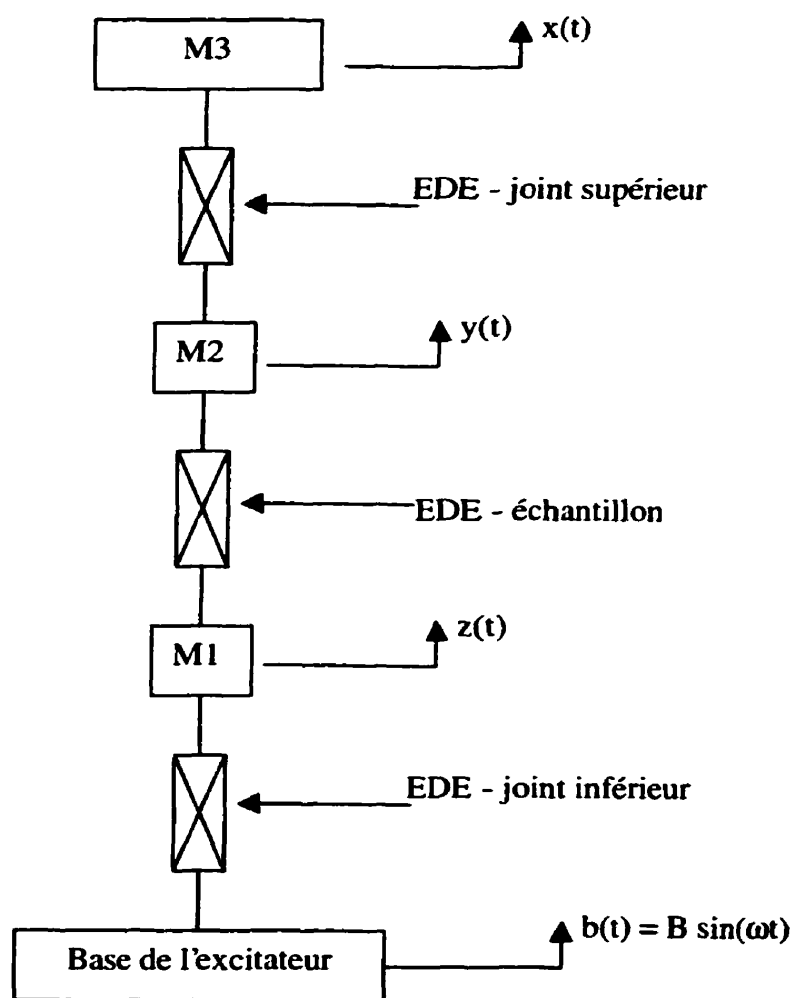 M3
x(t)
EDE - joint supérieur
M2
y(t)
EDE - échantillon
M1
z(t)
EDE - joint inférieur
Base de l'excitateur
b(t) = B sin(ωt)